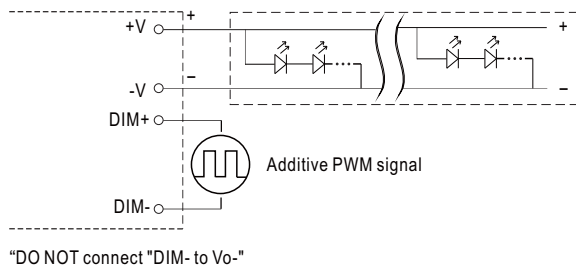 +V
+
+
-V
−
−
DIM+
Additive PWM signal
DIM-
“DO NOT connect "DIM- to Vo-"